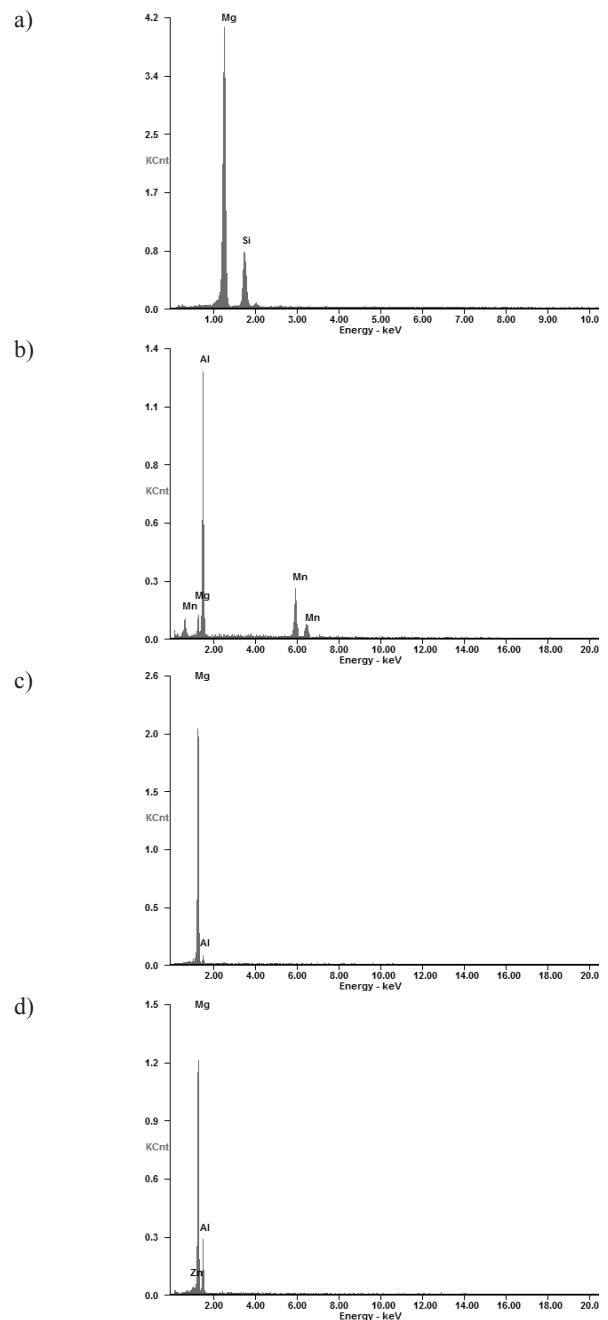 a)
4.2
Mg
3.4
2.5
KCnt
1.7
0.8
Si
0.0
1.00 2.00 3.00 4.00 5.00 6.00 7.00 8.00 9.00 10.0
Energy - keV
b)
1.4
Al
1.1
0.8
KCnt
0.6
0.3
Mn
Mg
Mn
Mn
0.0
2.00 4.00 6.00 8.00 10.00 12.00 14.00 16.00 18.00 20.0
Energy - keV
c)
2.6
Mg
2.0
1.5
KCnt
1.0
0.5
Al
0.0
2.00 4.00 6.00 8.00 10.00 12.00 14.00 16.00 18.00 20.0
Energy - keV
d)
1.5
Mg
1.2
0.9
KCnt
0.6
0.3
Al
Zn
0.0
2.00 4.00 6.00 8.00 10.00 12.00 14.00 16.00 18.00 20.0
Energy - keV